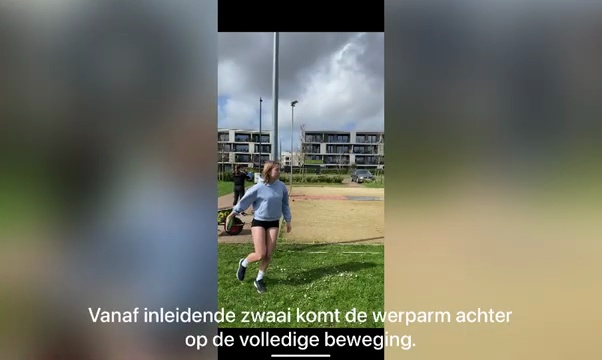 Vanaf inleidende zwaai komt de werparm achter
op de volledige beweging.